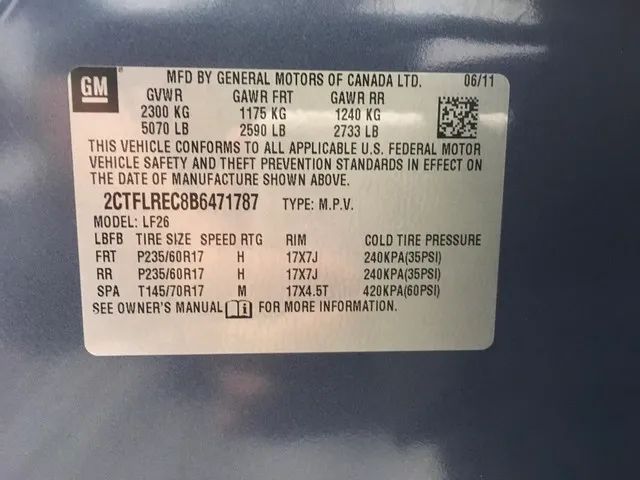 GM
MFD BY GENERAL MOTORS OF CANADA LTD. 06/11
GVWR GAWR FRT GAWR RR
2300 KG 1175 KG 1240 KG
5070 LB 2590 LB 2733 LB
THIS VEHICLE CONFORMS TO ALL APPLICABLE U.S. FEDERAL MOTOR
VEHICLE SAFETY AND THEFT PREVENTION STANDARDS IN EFFECT ON
THE DATE OF MANUFACTURE SHOWN ABOVE.
2CTFLREC8B6471787 TYPE: M.P.V.
MODEL: LF26
LBFB TIRE SIZE SPEED RTG RIM COLD TIRE PRESSURE
FRT P235/60R17 H 17X7J 240KPA(35PSI)
RR P235/60R17 H 17X7J 240KPA(35PSI)
SPA T145/70R17 M 17X4.5T 420KPA(60PSI)
SEE OWNER'S MANUAL FOR MORE INFORMATION.